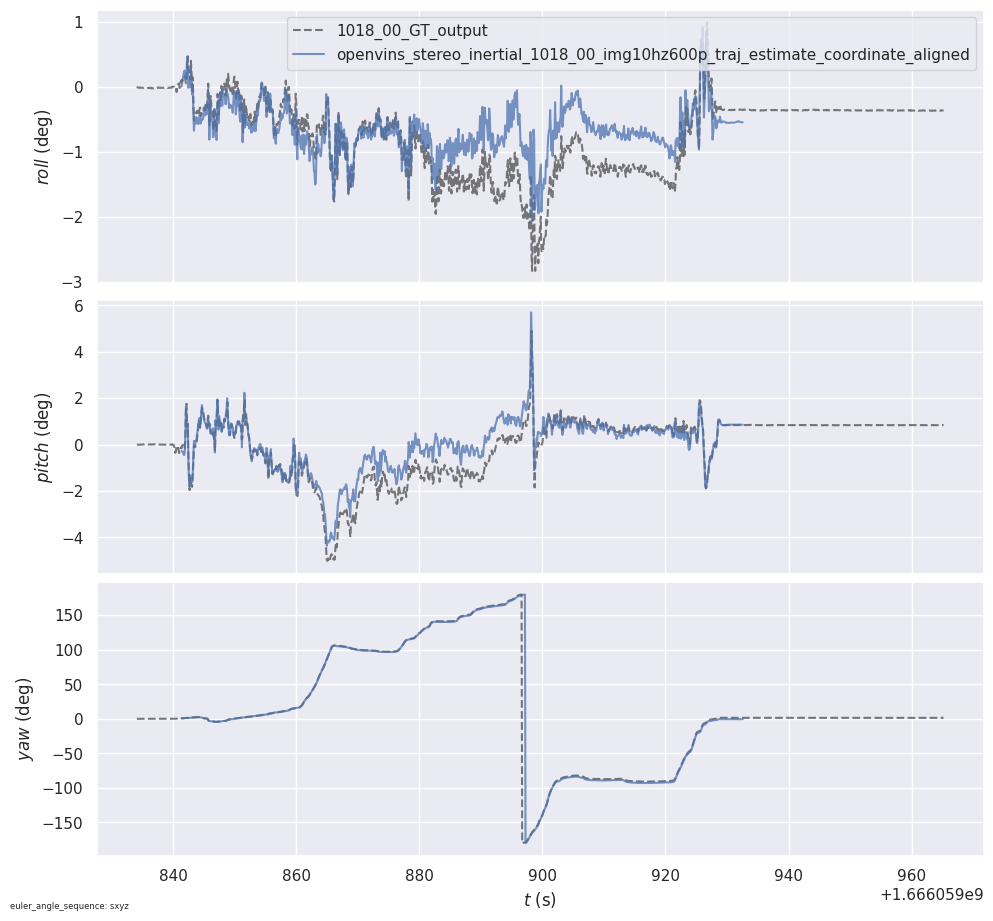 1018_00_GT_output
openvins_stereo_inertial_1018_00_img10hz600p_traj_estimate_coordinate_aligned
1
0
−1
−2
−3
roll (deg)
6
4
2
0
−2
−4
pitch (deg)
150
100
50
0
−50
−100
−150
yaw (deg)
840 860 880 900 920 940 960
+1.666059e9
t (s)
euler_angle_sequence: sxyz